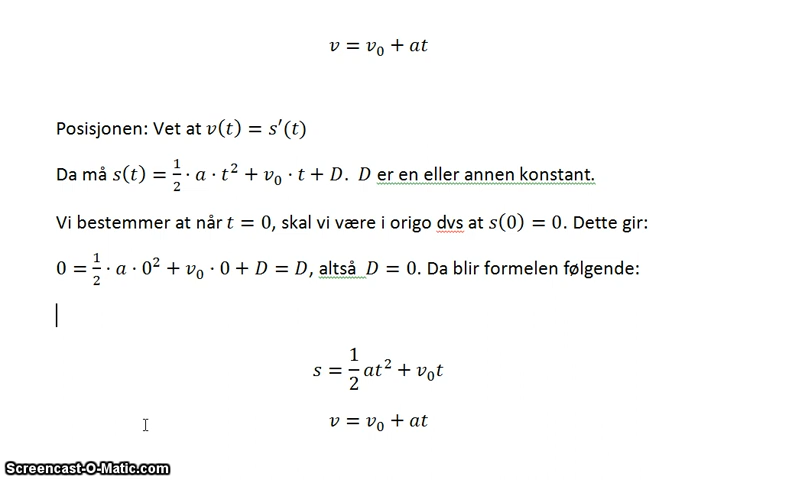 v = v₀ + at
Posisjonen: Vet at v(t) = s′(t)
Da må s(t) = 1/2 · a · t² + v₀ · t + D. D er en eller annen konstant.
Vi bestemmer at når t = 0, skal vi være i origo dvs at s(0) = 0. Dette gir:
0 = 1/2 · a · 0² + v₀ · 0 + D = D, altså D = 0. Da blir formelen følgende:
s = 1/2 at² + v₀t
v = v₀ + at
Screencast-O-Matic.com